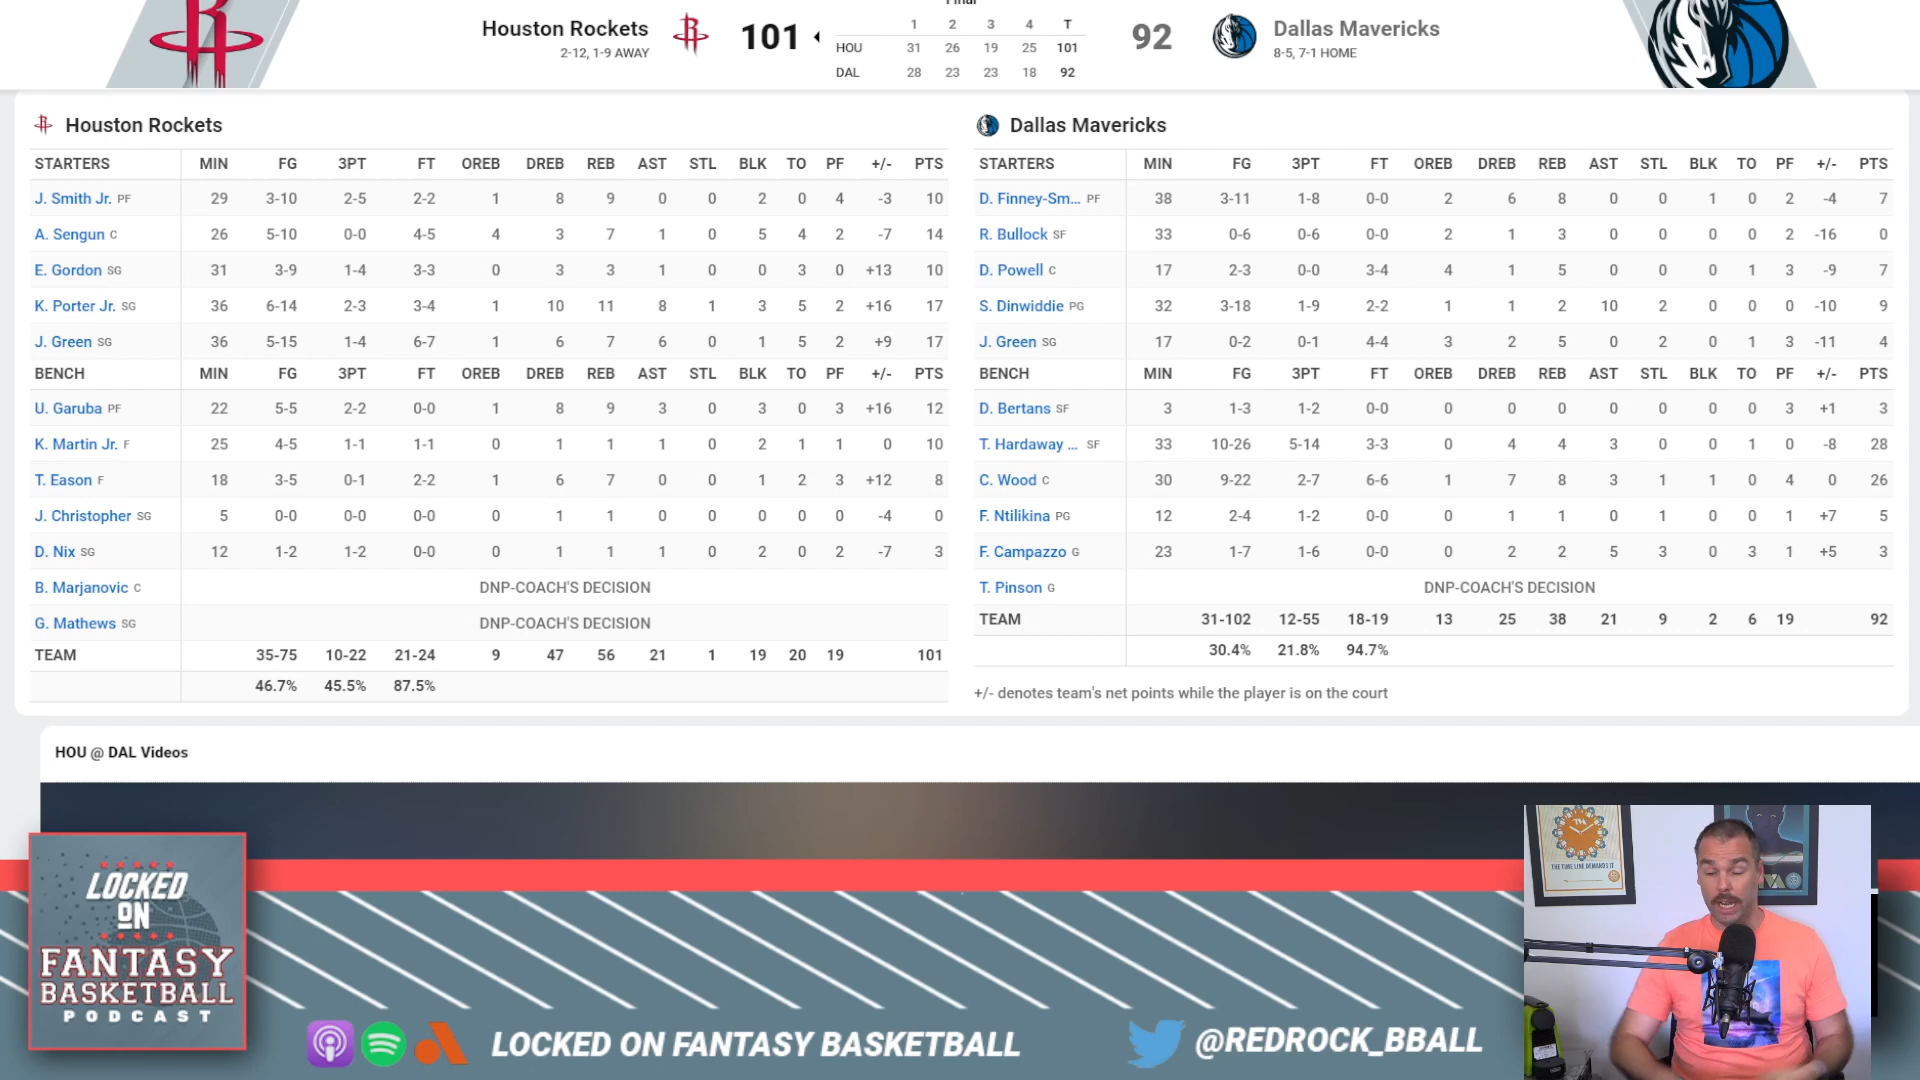 Final
Houston Rockets
2-12, 1-9 AWAY
101
1 2 3 4 T
HOU 31 26 19 25 101
DAL 28 23 23 18 92
92
Dallas Mavericks
8-5, 7-1 HOME
Houston Rockets
STARTERS MIN FG 3PT FT OREB DREB REB AST STL BLK TO PF +/- PTS
J. Smith Jr. PF 29 3-10 2-5 2-2 1 8 9 0 0 2 0 4 -3 10
A. Sengun C 26 5-10 0-0 4-5 4 3 7 1 0 5 4 2 -7 14
E. Gordon SG 31 3-9 1-4 3-3 0 3 3 1 0 0 3 0 +13 10
K. Porter Jr. SG 36 6-14 2-3 3-4 1 10 11 8 1 3 5 2 +16 17
J. Green SG 36 5-15 1-4 6-7 1 6 7 6 0 1 5 2 +9 17
BENCH MIN FG 3PT FT OREB DREB REB AST STL BLK TO PF +/- PTS
U. Garuba PF 22 5-5 2-2 0-0 1 8 9 3 0 3 0 3 +16 12
K. Martin Jr. F 25 4-5 1-1 1-1 0 1 1 1 0 2 1 1 0 10
T. Eason F 18 3-5 0-1 2-2 1 6 7 0 0 1 2 3 +12 8
J. Christopher SG 5 0-0 0-0 0-0 0 1 1 0 0 0 0 0 -4 0
D. Nix SG 12 1-2 1-2 0-0 0 1 1 1 0 2 0 2 -7 3
B. Marjanovic C DNP-COACH'S DECISION
G. Mathews SG DNP-COACH'S DECISION
TEAM 35-75 10-22 21-24 9 47 56 21 1 19 20 19 101
46.7% 45.5% 87.5%
Dallas Mavericks
STARTERS MIN FG 3PT FT OREB DREB REB AST STL BLK TO PF +/- PTS
D. Finney-Sm... PF 38 3-11 1-8 0-0 2 6 8 0 0 1 0 2 -4 7
R. Bullock SF 33 0-6 0-6 0-0 2 1 3 0 0 0 0 2 -16 0
D. Powell C 17 2-3 0-0 3-4 4 1 5 0 0 0 1 3 -9 7
S. Dinwiddie PG 32 3-18 1-9 2-2 1 1 2 10 2 0 0 0 -10 9
J. Green SG 17 0-2 0-1 4-4 3 2 5 0 2 0 1 3 -11 4
BENCH MIN FG 3PT FT OREB DREB REB AST STL BLK TO PF +/- PTS
D. Bertans SF 3 1-3 1-2 0-0 0 0 0 0 0 0 0 3 +1 3
T. Hardaway ... SF 33 10-26 5-14 3-3 0 4 4 3 0 0 1 0 -8 28
C. Wood C 30 9-22 2-7 6-6 1 7 8 3 1 1 0 4 0 26
F. Ntilikina PG 12 2-4 1-2 0-0 0 1 1 0 1 0 0 1 +7 5
F. Campazzo G 23 1-7 1-6 0-0 0 2 2 5 3 0 3 1 +5 3
T. Pinson G DNP-COACH'S DECISION
TEAM 31-102 12-55 18-19 13 25 38 21 9 2 6 19 92
30.4% 21.8% 94.7%
+/- denotes team's net points while the player is on the court
HOU @ DAL Videos
LOCKED
ON
FANTASY
BASKETBALL
PODCAST
LOCKED ON FANTASY BASKETBALL
@REDROCK_BBALL
THE TIME LINE DEMANDS IT